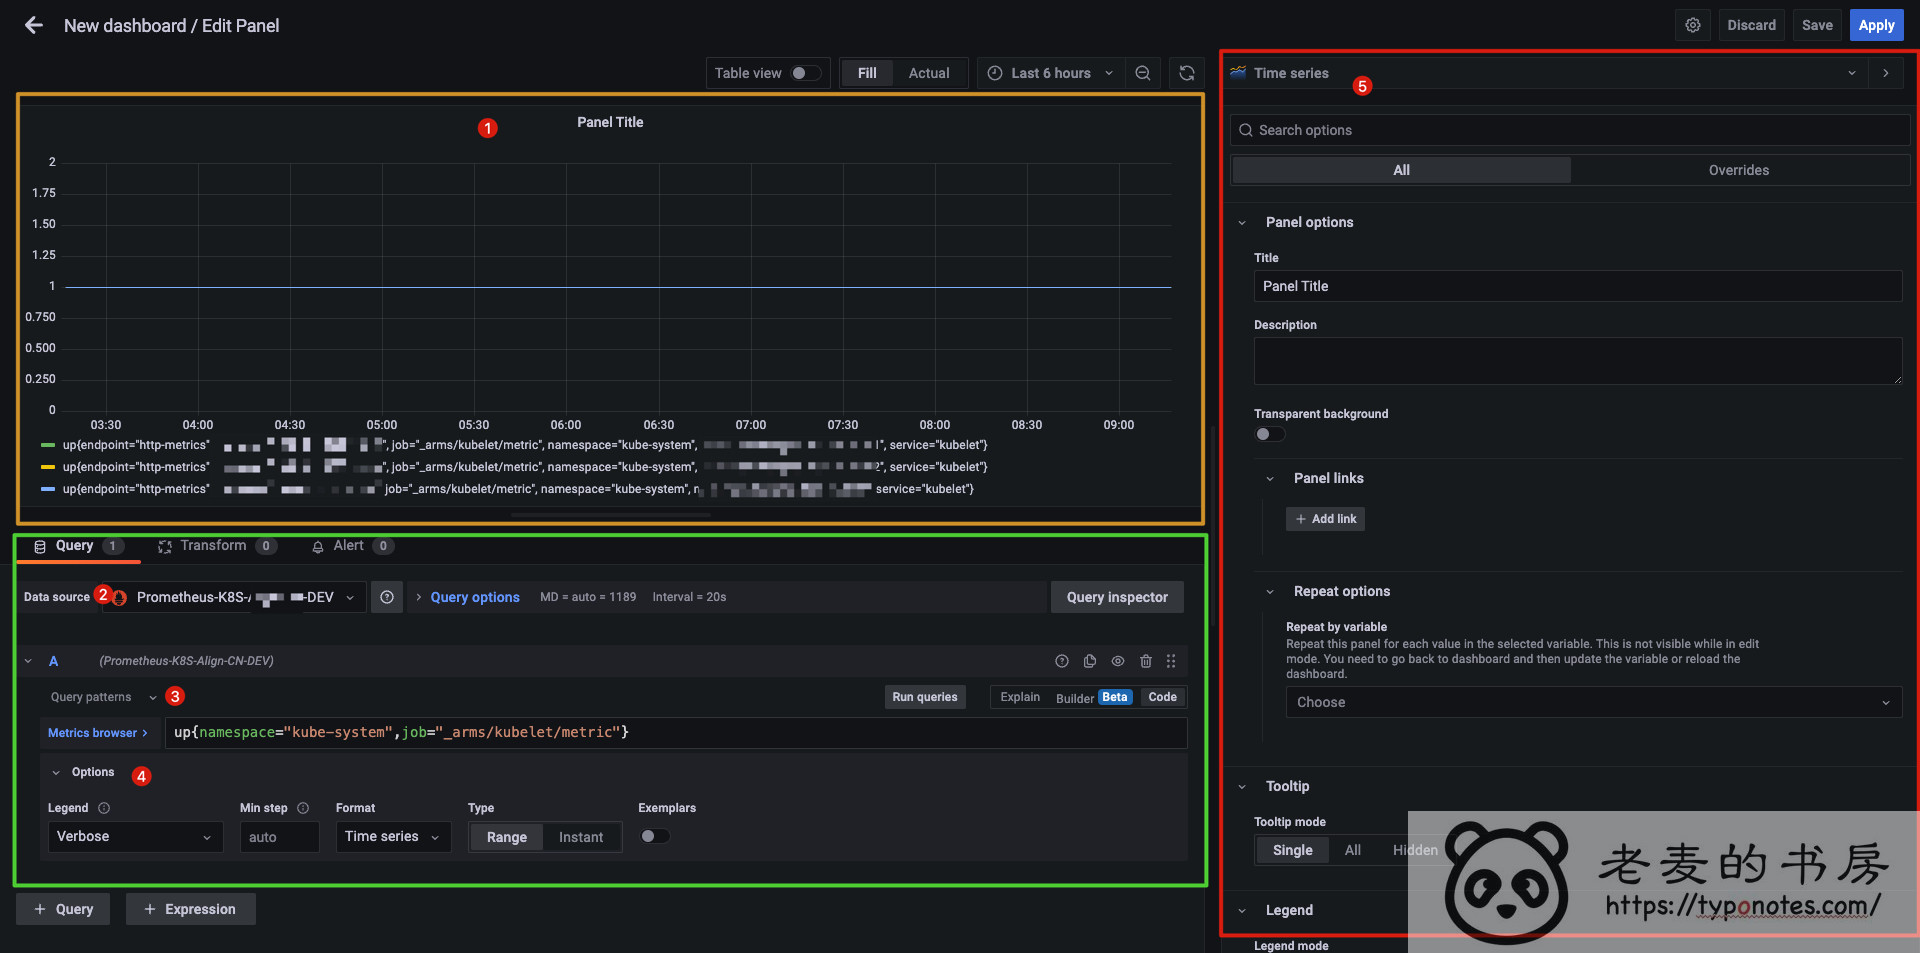 New dashboard / Edit Panel
Discard
Save
Apply
Table view
Fill
Actual
Last 6 hours
1
Panel Title
2
1.75
1.50
1.25
1
0.750
0.500
0.250
0
03:30 04:00 04:30 05:00 05:30 06:00 06:30 07:00 07:30 08:00 08:30 09:00
up{endpoint="http-metrics" ", job="_arms/kubelet/metric", namespace="kube-system", ", service="kubelet"}
up{endpoint="http-metrics" ", job="_arms/kubelet/metric", namespace="kube-system", ", service="kubelet"}
up{endpoint="http-metrics" job="_arms/kubelet/metric", namespace="kube-system", service="kubelet"}
Query 1
Transform 0
Alert 0
Data source 2 Prometheus-K8S- -DEV
Query options MD = auto = 1189 Interval = 20s
Query inspector
A (Prometheus-K8S-Align-CN-DEV)
Query patterns 3
Run queries
Explain Builder Beta Code
Metrics browser >
up{namespace="kube-system",job="_arms/kubelet/metric"}
Options 4
Legend Min step Format Type Exemplars
Verbose auto Time series Range Instant
+ Query
+ Expression
Time series 5
Search options
All
Overrides
Panel options
Title
Panel Title
Description
Transparent background
Panel links
+ Add link
Repeat options
Repeat by variable
Repeat this panel for each value in the selected variable. This is not visible while in edit
mode. You need to go back to dashboard and then update the variable or reload the
dashboard.
Choose
Tooltip
Tooltip mode
Single All Hidden
Legend
Legend mode
老麦的书房
https://typonotes.com/